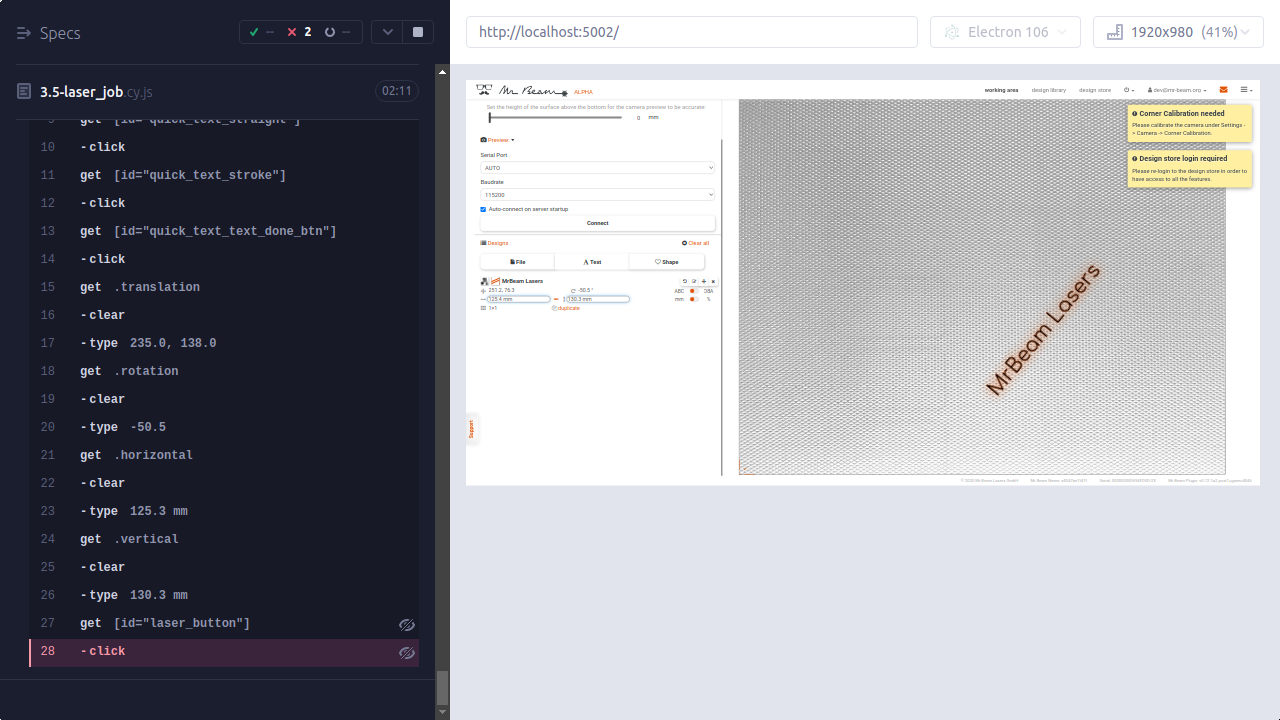 Specs
-- 2 --
3.5-laser_job.cy.js
02:11
9 get [id="quick_text_straight"]
10 -click
11 get [id="quick_text_stroke"]
12 -click
13 get [id="quick_text_text_done_btn"]
14 -click
15 get .translation
16 -clear
17 -type 235.0, 138.0
18 get .rotation
19 -clear
20 -type -50.5
21 get .horizontal
22 -clear
23 -type 125.3 mm
24 get .vertical
25 -clear
26 -type 130.3 mm
27 get [id="laser_button"]
28 -click
http://localhost:5002/
Electron 106
1920x980 (41%)
Mr Beam ALPHA
working area
design library
design store
dev@mr-beam.org
Set the height of the surface above the bottom for the camera preview to be accurate
0 mm
Preview
Serial Port
AUTO
Baudrate
115200
Auto-connect on server startup
Connect
Designs
Clear all
File
Text
Shape
MrBeam Lasers
251.2, 76.3
-50.5 °
125.4 mm
130.3 mm
mm %
1×1
duplicate
Support
Corner Calibration needed
Please calibrate the camera under Settings -
> Camera -> Corner Calibration.
Design store login required
Please re-login to the design store in order to
have access to all the features.
MrBeam Lasers